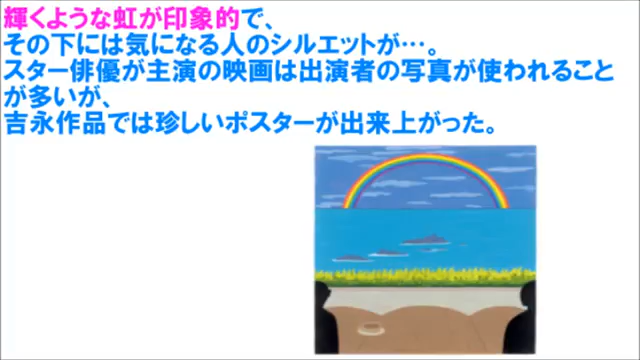 輝くような虹が印象的で、
その下には気になる人のシルエットが…。
スター俳優が主演の映画は出演者の写真が使われること
が多いが、
吉永作品では珍しいポスターが出来上がった。